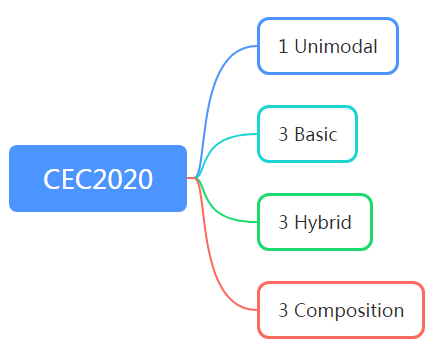 CEC2020
1 Unimodal
3 Basic
3 Hybrid
3 Composition